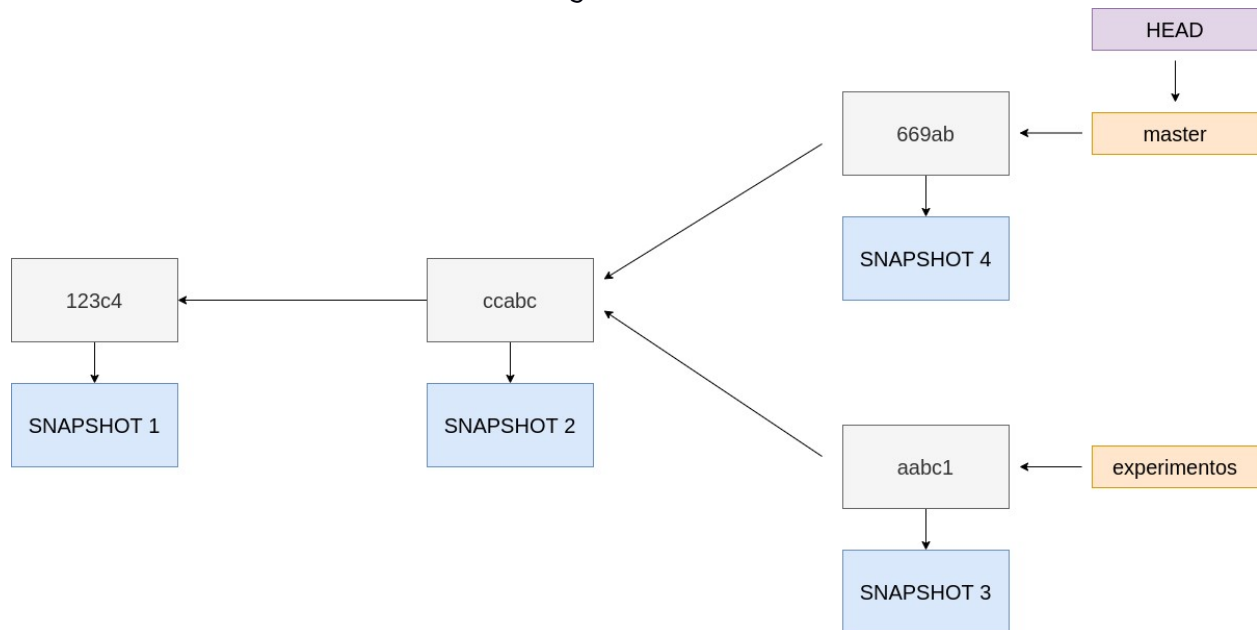 HEAD
669ab
master
SNAPSHOT 4
123c4
ccabc
SNAPSHOT 1
SNAPSHOT 2
aabc1
experimentos
SNAPSHOT 3